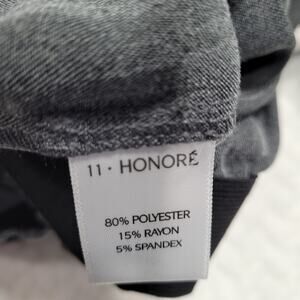 11 · HONORÉ
80% POLYESTER
15% RAYON
5% SPANDEX